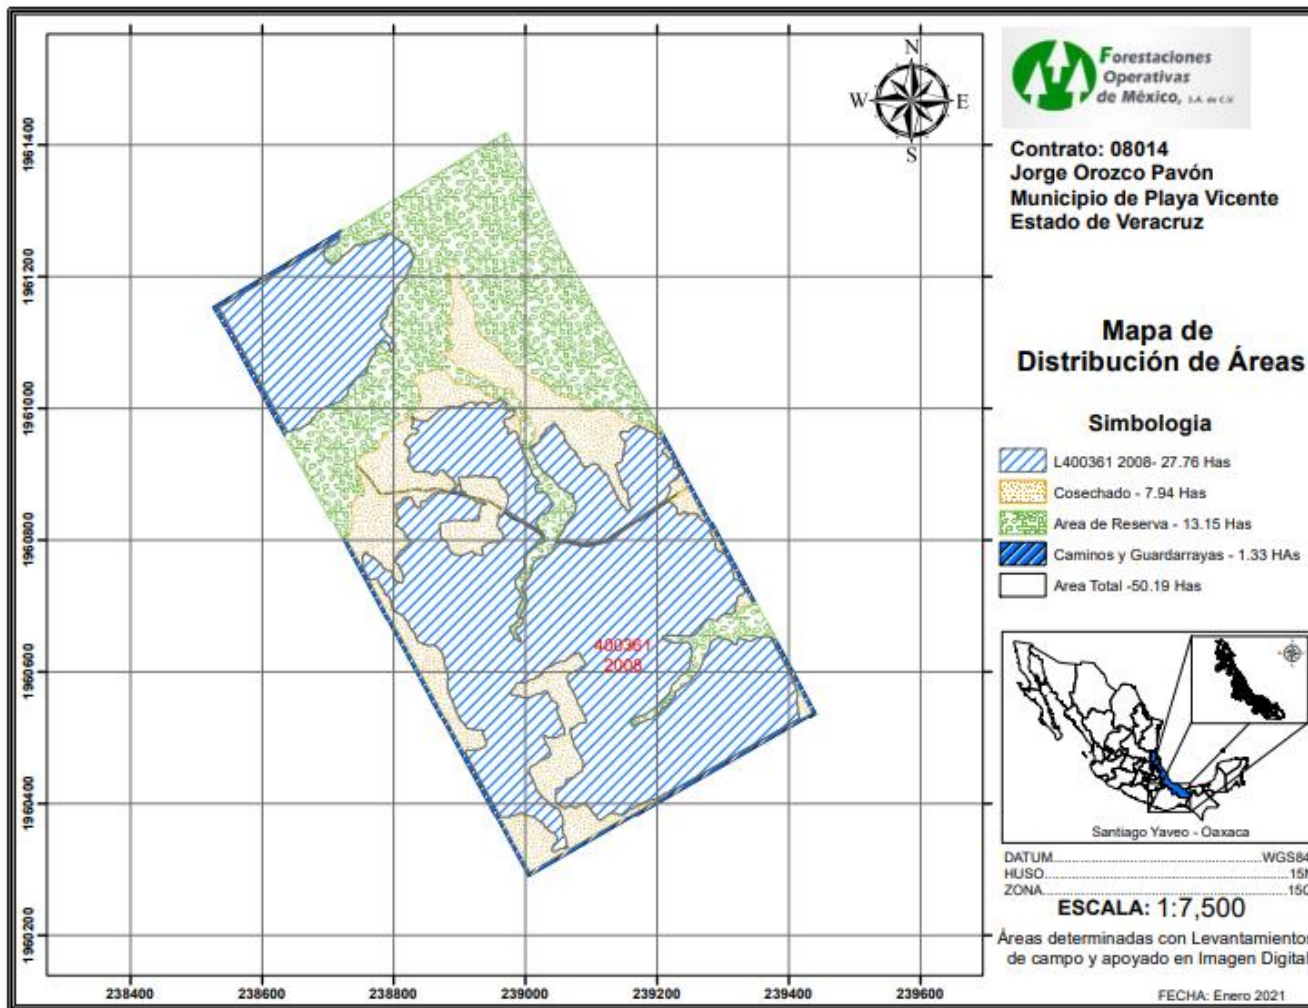 N
W
E
S
Forestaciones
Operativas
de México, S.A. de C.V.
Contrato: 08014
Jorge Orozco Pavón
Municipio de Playa Vicente
Estado de Veracruz
Mapa de
Distribución de Áreas
Simbologia
L400361 2008- 27.76 Has
Cosechado - 7.94 Has
Area de Reserva - 13.15 Has
Caminos y Guardarrayas - 1.33 HAs
Area Total -50.19 Has
1961400
1961200
1961000
1960800
1960600
1960400
1960200
400361
2008
238400
238600
238800
239000
239200
239400
239600
Santiago Yaveo - Oaxaca
DATUM WGS84
HUSO 15
ZONA 15
ESCALA: 1:7,500
Áreas determinadas con Levantamientos
de campo y apoyado en Imagen Digital
FECHA: Enero 2021